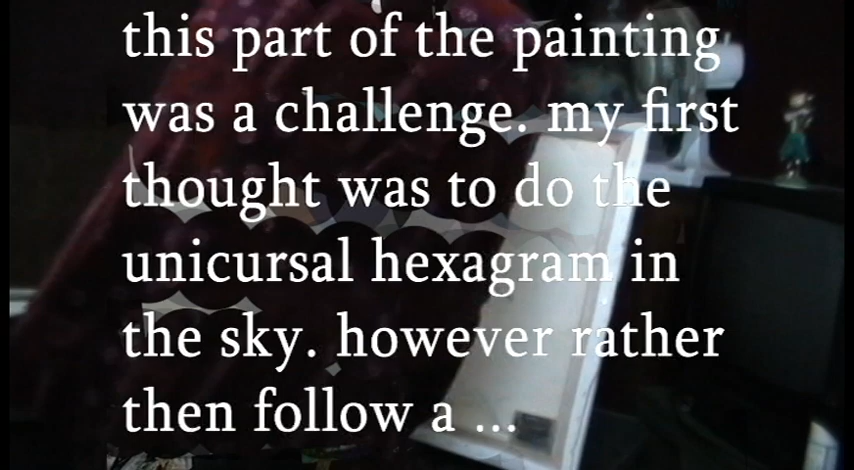 this part of the painting
was a challenge. my first
thought was to do the
unicursal hexagram in
the sky. however rather
then follow a ...